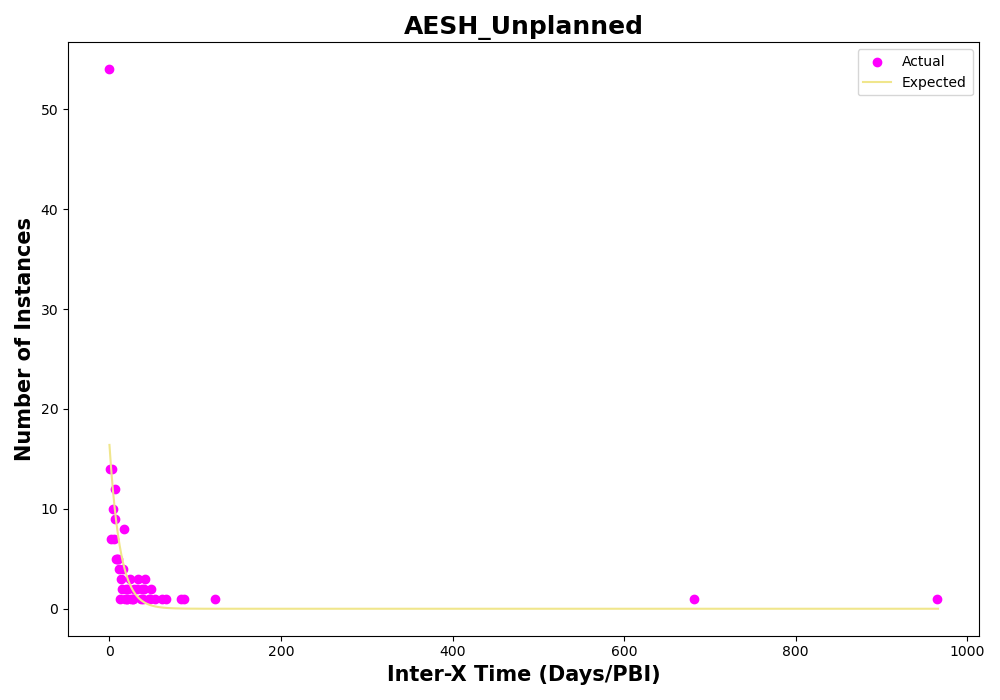 AESH_Unplanned
Actual
Expected
Number of Instances
50
40
30
20
10
0
0 200 400 600 800 1000
Inter-X Time (Days/PBI)